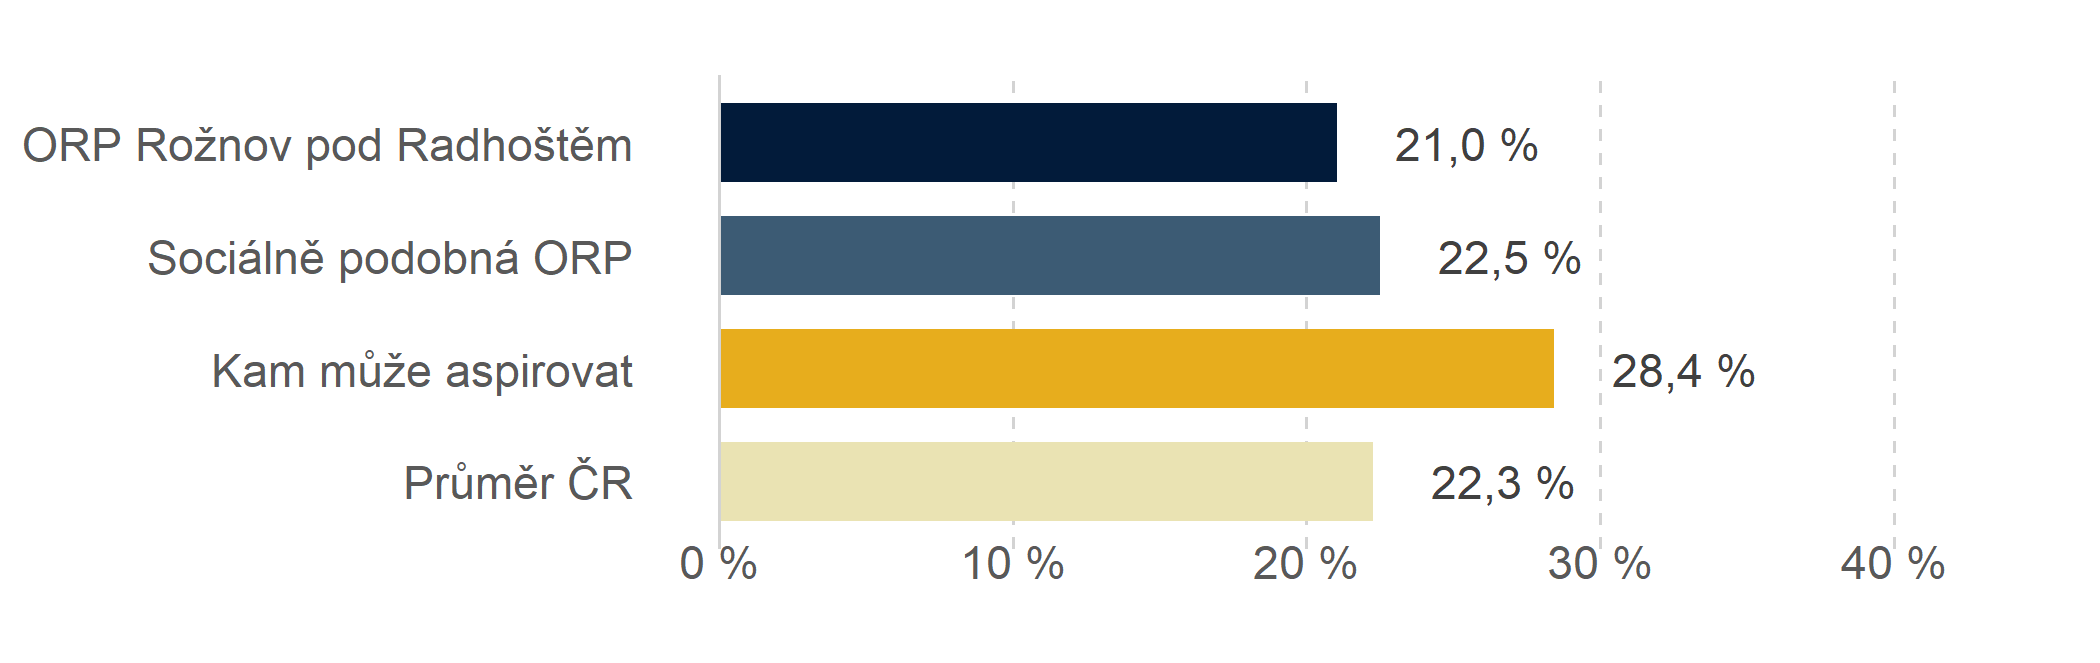 ORP Rožnov pod Radhoštěm 21,0 %
Sociálně podobná ORP 22,5 %
Kam může aspirovat 28,4 %
Průměr ČR 22,3 %
0 % 10 % 20 % 30 % 40 %